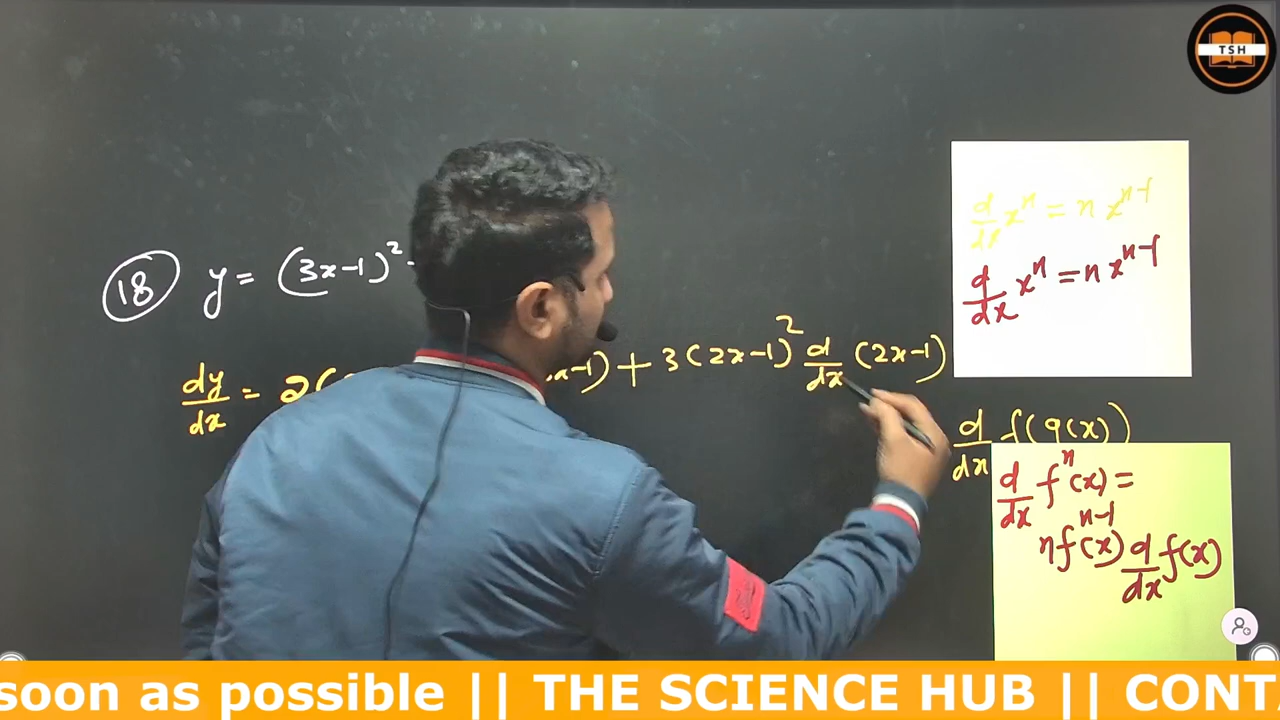 TSH
d/dx xⁿ = n xⁿ⁻¹
d/dx xⁿ = n xⁿ⁻¹
(18) y = (3x-1)²
dy/dx = 2( x-1) + 3(2x-1)² d/dx (2x-1)
d/dx f(g(x))
d/dx fⁿ(x) =
nfⁿ⁻¹(x) d/dx f(x)
soon as possible || THE SCIENCE HUB || CONT